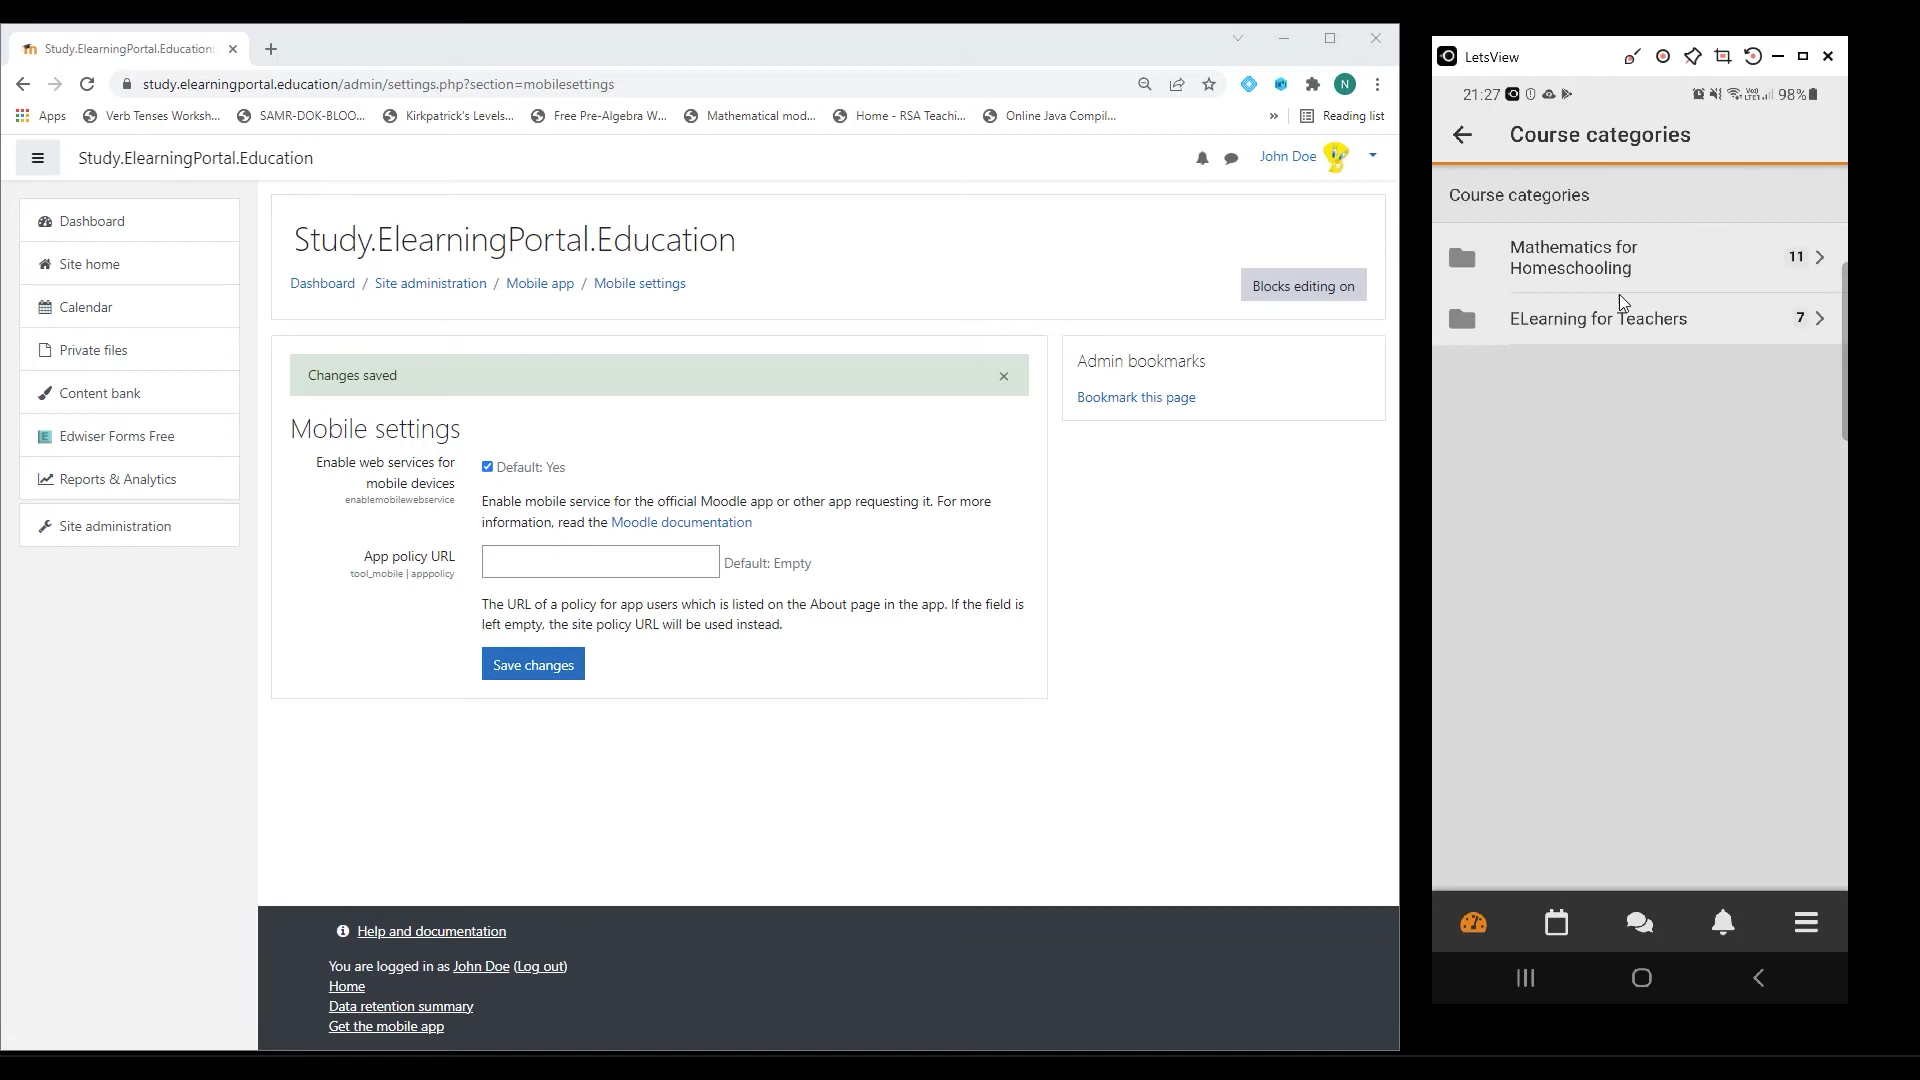 Study.ElearningPortal.Education:
study.elearningportal.education/admin/settings.php?section=mobilesettings
N
Apps
Verb Tenses Worksh...
SAMR-DOK-BLOO...
Kirkpatrick's Levels...
Free Pre-Algebra W...
Mathematical mod...
Home - RSA Teachi...
Online Java Compil...
»
Reading list
Study.ElearningPortal.Education
John Doe
Dashboard
Site home
Calendar
Private files
Content bank
E Edwiser Forms Free
Reports & Analytics
Site administration
Study.ElearningPortal.Education
Dashboard / Site administration / Mobile app / Mobile settings
Blocks editing on
Changes saved
×
Mobile settings
Enable web services for
mobile devices
enablemobilewebservice
Default: Yes
Enable mobile service for the official Moodle app or other app requesting it. For more
information, read the Moodle documentation
App policy URL
tool_mobile | apppolicy
Default: Empty
The URL of a policy for app users which is listed on the About page in the app. If the field is
left empty, the site policy URL will be used instead.
Save changes
Admin bookmarks
Bookmark this page
Help and documentation
You are logged in as John Doe (Log out)
Home
Data retention summary
Get the mobile app
LetsView
21:27
98%
Course categories
Course categories
Mathematics for
Homeschooling
11
ELearning for Teachers
7